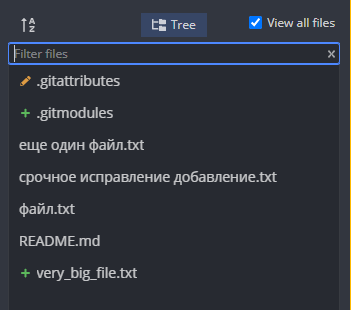 A Z
Tree
View all files
Filter files
.gitattributes
+ .gitmodules
еще один файл.txt
срочное исправление добавление.txt
файл.txt
README.md
+ very_big_file.txt